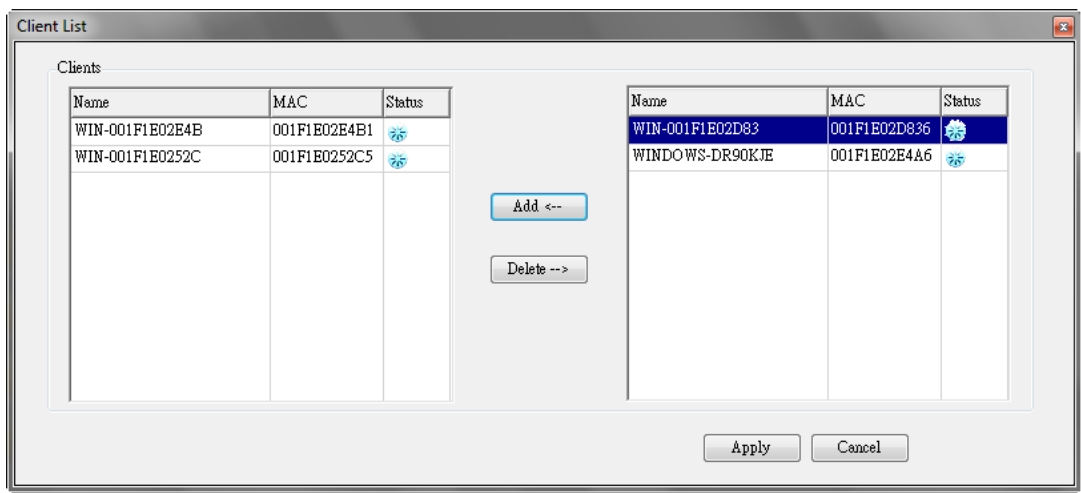 Client List
Clients
Name MAC Status
WIN-001F1E02E4B 001F1E02E4B1
WIN-001F1E0252C 001F1E0252C5
Add <--
Delete -->
Name MAC Status
WIN-001F1E02D83 001F1E02D836
WINDOWS-DR90KJE 001F1E02E4A6
Apply Cancel